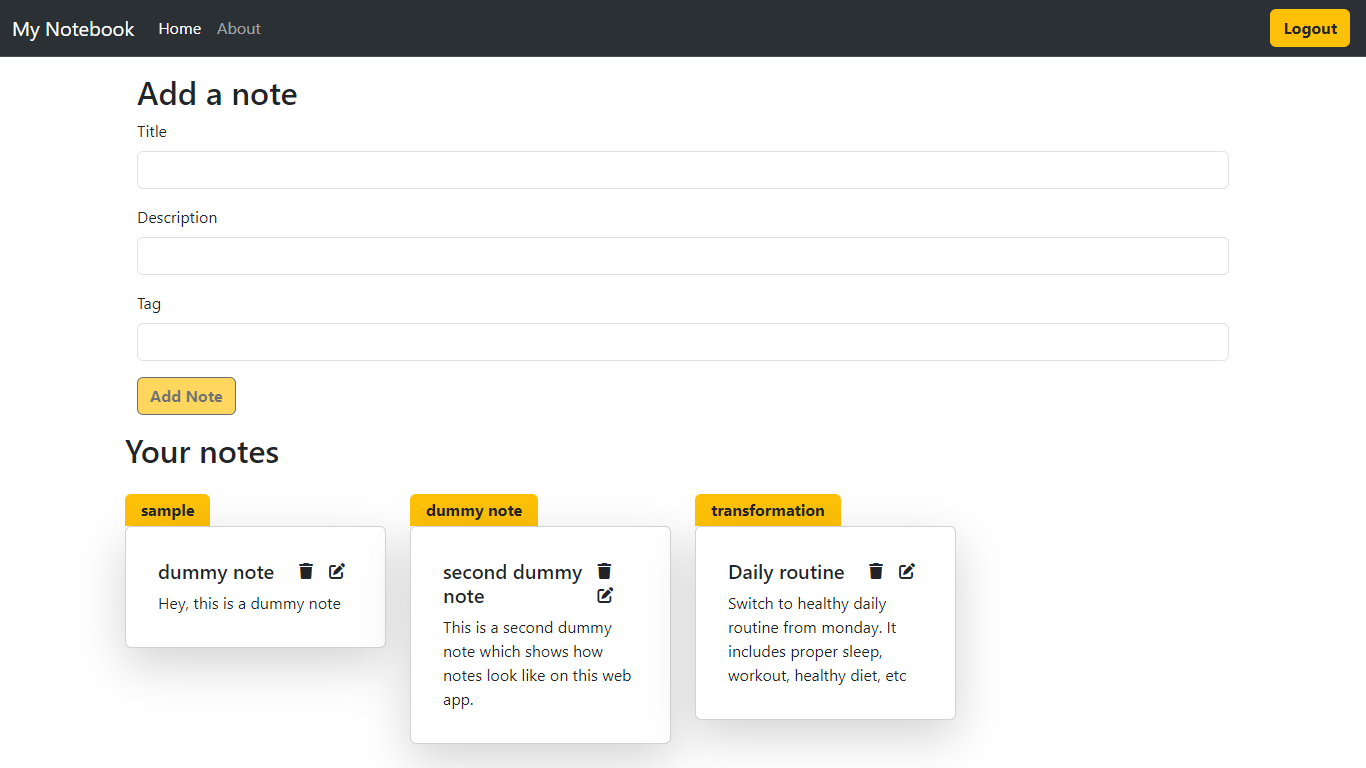 My Notebook Home About Logout
Add a note
Title
Description
Tag
Add Note
Your notes
sample
dummy note
Hey, this is a dummy note
dummy note
second dummy
note
This is a second dummy
note which shows how
notes look like on this web
app.
transformation
Daily routine
Switch to healthy daily
routine from monday. It
includes proper sleep,
workout, healthy diet, etc